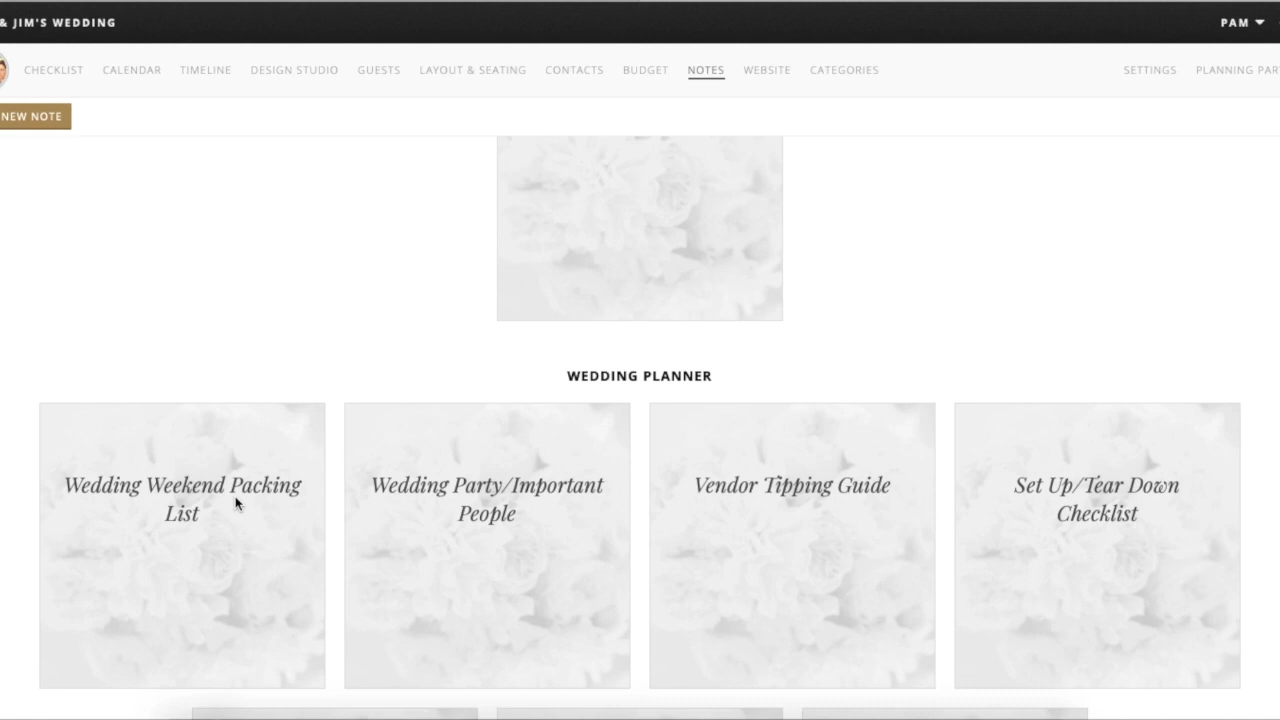 & JIM'S WEDDING
PAM
CHECKLIST CALENDAR TIMELINE DESIGN STUDIO GUESTS LAYOUT & SEATING CONTACTS BUDGET NOTES WEBSITE CATEGORIES SETTINGS PLANNING
NEW NOTE
WEDDING PLANNER
Wedding Weekend Packing
List
Wedding Party/Important
People
Vendor Tipping Guide
Set Up/Tear Down
Checklist